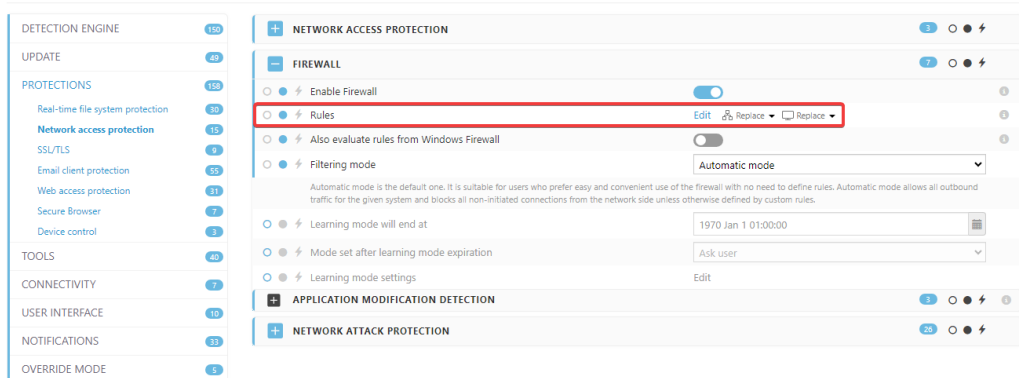 DETECTION ENGINE 150
UPDATE 49
PROTECTIONS 158
Real-time file system protection 30
Network access protection 15
SSL/TLS 9
Email client protection 55
Web access protection 31
Secure Browser 7
Device control 3
TOOLS 40
CONNECTIVITY 7
USER INTERFACE 10
NOTIFICATIONS 33
OVERRIDE MODE 5
NETWORK ACCESS PROTECTION 3
FIREWALL 7
Enable Firewall
Rules Edit Replace Replace
Also evaluate rules from Windows Firewall
Filtering mode Automatic mode
Automatic mode is the default one. It is suitable for users who prefer easy and convenient use of the firewall with no need to define rules. Automatic mode allows all outbound
traffic for the given system and blocks all non-initiated connections from the network side unless otherwise defined by custom rules.
Learning mode will end at 1970 Jan 1 01:00:00
Mode set after learning mode expiration Ask user
Learning mode settings Edit
APPLICATION MODIFICATION DETECTION 3
NETWORK ATTACK PROTECTION 26